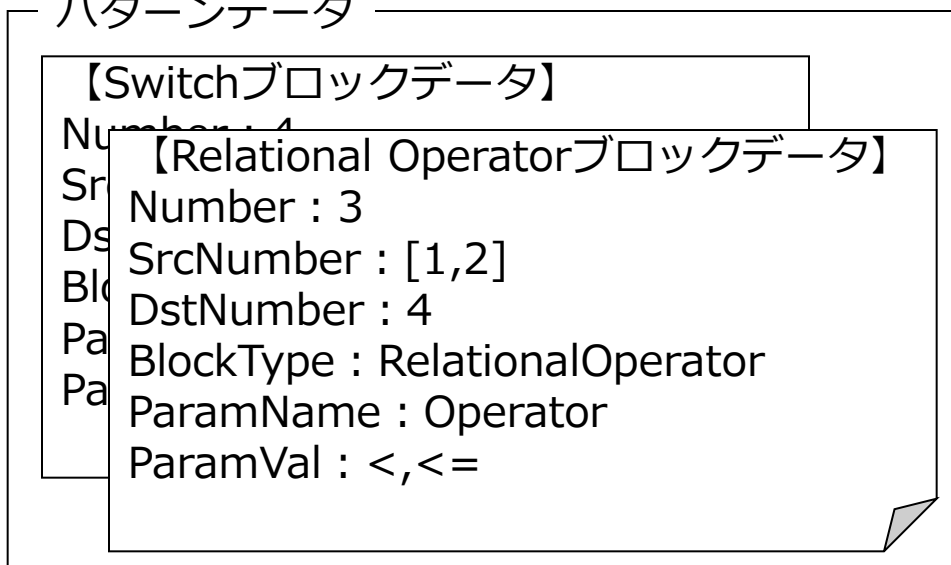 パターンデータ
【Switchブロックデータ】
Number : 4
【Relational Operatorブロックデータ】
Number : 3
SrcNumber : [1,2]
DstNumber : 4
BlockType : RelationalOperator
ParamName : Operator
ParamVal : <,<=